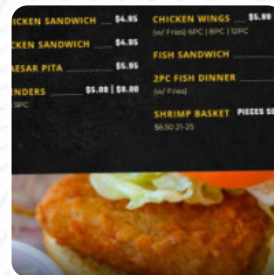 ICKEN SANDWICH $4.95
CKEN SANDWICH $4.95
AESAR PITA $5.95
ENDERS $5.00 | $8.00
5PC
CHICKEN WINGS $5.99
(w/ Fries) 6PC | 8PC | 12PC
FISH SANDWICH
2PC FISH DINNER
(w/ Fries)
SHRIMP BASKET PIECES
$6.50 21-25